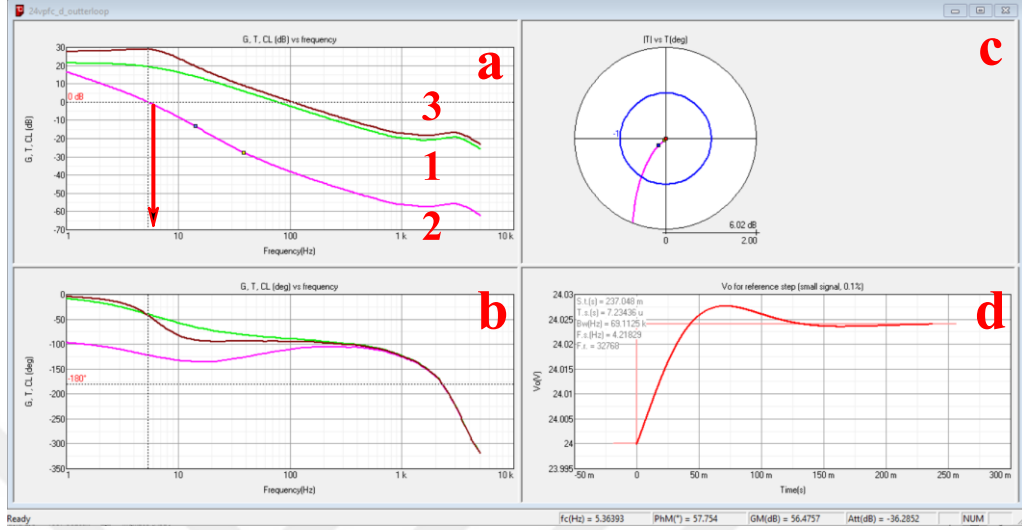 24vpfc_d_outterloop
G, T, CL (dB) vs frequency
a
30
20
10
0
-10
-20
-30
-40
-50
-60
-70
0 dB
G, T, CL (dB)
3
1
2
1
10
100
1 k
10 k
Frequency(Hz)
|T| vs T(deg)
c
-1
6.02 dB
0
2.00
G, T, CL (deg) vs frequency
b
0
-50
-100
-150
-200
-250
-300
-350
-180°
G, T, CL (deg)
1
10
100
1 k
10 k
Frequency(Hz)
Vo for reference step (small signal, 0.1%)
d
24.03
24.025
24.02
24.015
24.01
24.005
24
23.995
Vo(V)
S.t.(s) = 237.048 m
T.s.(s) = 7.23436 u
Bw(Hz) = 69.1125 k
F.s.(Hz) = 4.21829
F.r. = 32768
-50 m
0
50 m
100 m
150 m
200 m
250 m
300 m
Time(s)
Ready
fc(Hz) = 5.36393
PhM(°) = 57.754
GM(dB) = 56.4757
Att(dB) = -36.2852
NUM